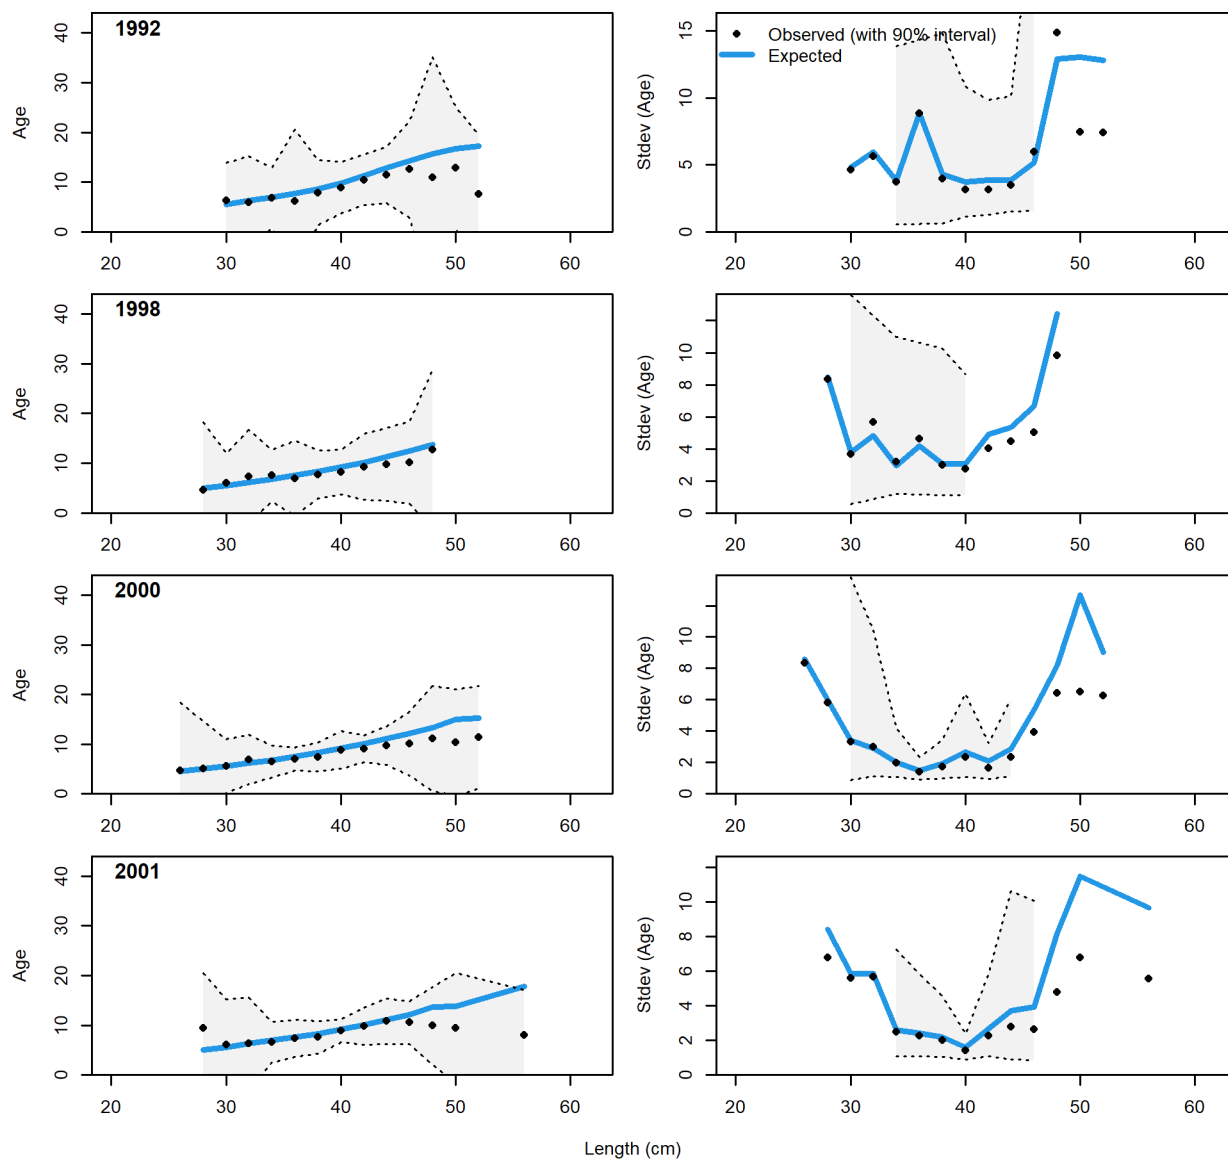 1992
Age
0 10 20 30 40
20 30 40 50 60
Observed (with 90% interval)
Expected
Stdev (Age)
0 5 10 15
20 30 40 50 60
1998
Age
0 10 20 30 40
20 30 40 50 60
Stdev (Age)
0 2 4 6 8 10
20 30 40 50 60
2000
Age
0 10 20 30 40
20 30 40 50 60
Stdev (Age)
0 2 4 6 8 10
20 30 40 50 60
2001
Age
0 10 20 30 40
20 30 40 50 60
Stdev (Age)
0 2 4 6 8 10
20 30 40 50 60
Length (cm)